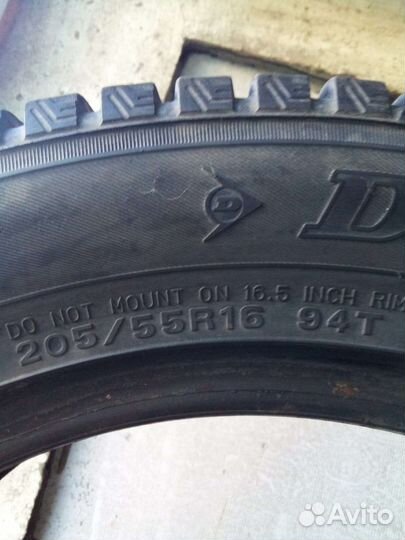 D
D
DO NOT MOUNT ON 16.5 INCH RIM
205/55R16 94T
Avito